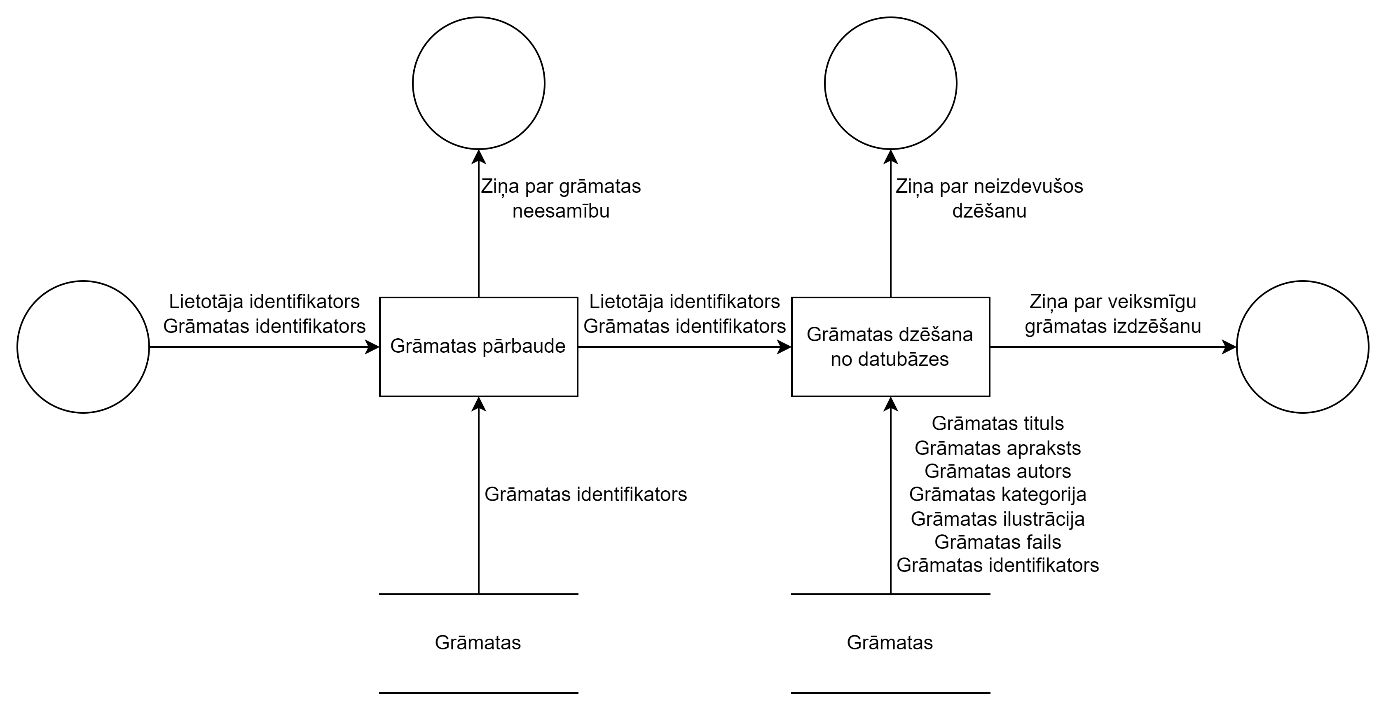 Ziņa par grāmatas
neesamību
Ziņa par neizdevušos
dzēšanu
Lietotāja identifikators
Grāmatas identifikators
Grāmatas pārbaude
Lietotāja identifikators
Grāmatas identifikators
Grāmatas dzēšana
no datubāzes
Ziņa par veiksmīgu
grāmatas izdzēšanu
Grāmatas identifikators
Grāmatas tituls
Grāmatas apraksts
Grāmatas autors
Grāmatas kategorija
Grāmatas ilustrācija
Grāmatas fails
Grāmatas identifikators
Grāmatas
Grāmatas